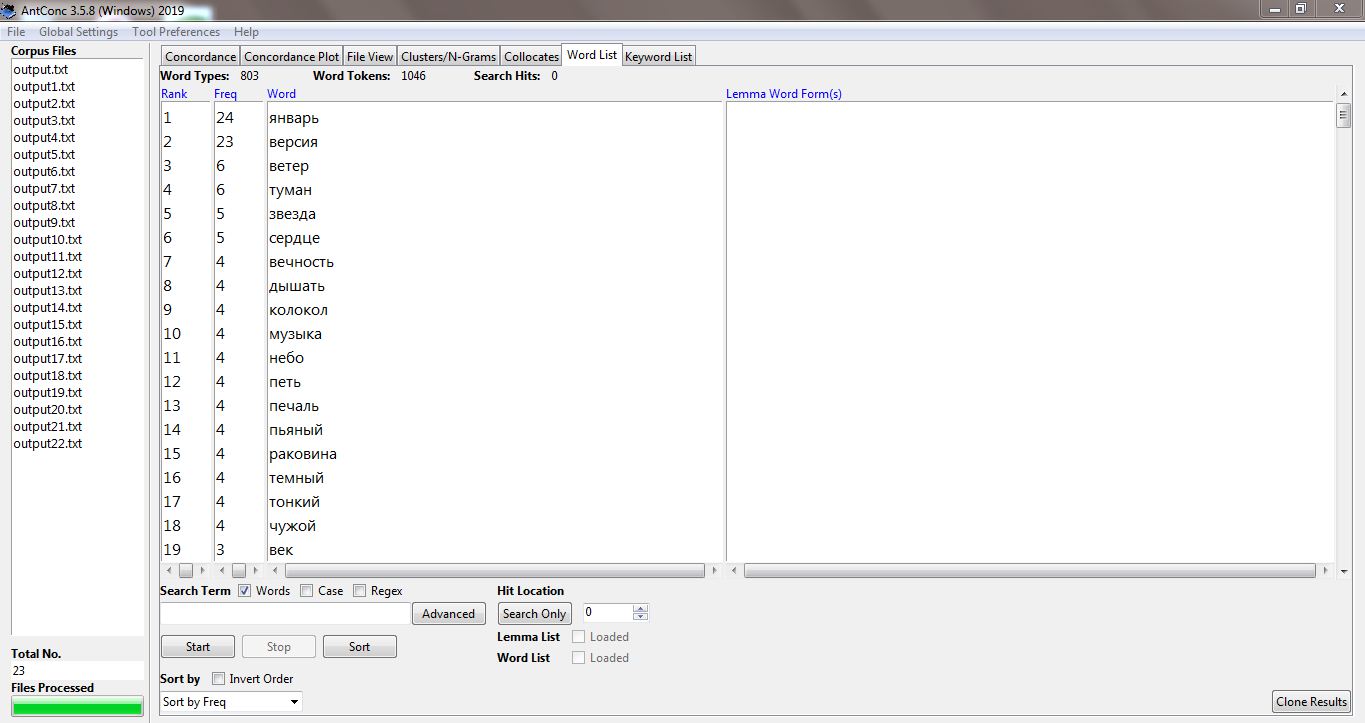 AntConc 3.5.8 (Windows) 2019
File Global Settings Tool Preferences Help
Corpus Files
output.txt
output1.txt
output2.txt
output3.txt
output4.txt
output5.txt
output6.txt
output7.txt
output8.txt
output9.txt
output10.txt
output11.txt
output12.txt
output13.txt
output14.txt
output15.txt
output16.txt
output17.txt
output18.txt
output19.txt
output20.txt
output21.txt
output22.txt
Total No.
23
Files Processed
Concordance Concordance Plot File View Clusters/N-Grams Collocates Word List Keyword List
Word Types: 803 Word Tokens: 1046 Search Hits: 0
Rank Freq Word Lemma Word Form(s)
1 24 январь
2 23 версия
3 6 ветер
4 6 туман
5 5 звезда
6 5 сердце
7 4 вечность
8 4 дышать
9 4 колокол
10 4 музыка
11 4 небо
12 4 петь
13 4 печаль
14 4 пьяный
15 4 раковина
16 4 темный
17 4 тонкий
18 4 чужой
19 3 век
Search Term Words Case Regex Hit Location
Advanced Search Only 0
Start Stop Sort Lemma List Loaded
Word List Loaded
Sort by Invert Order
Sort by Freq Clone Results